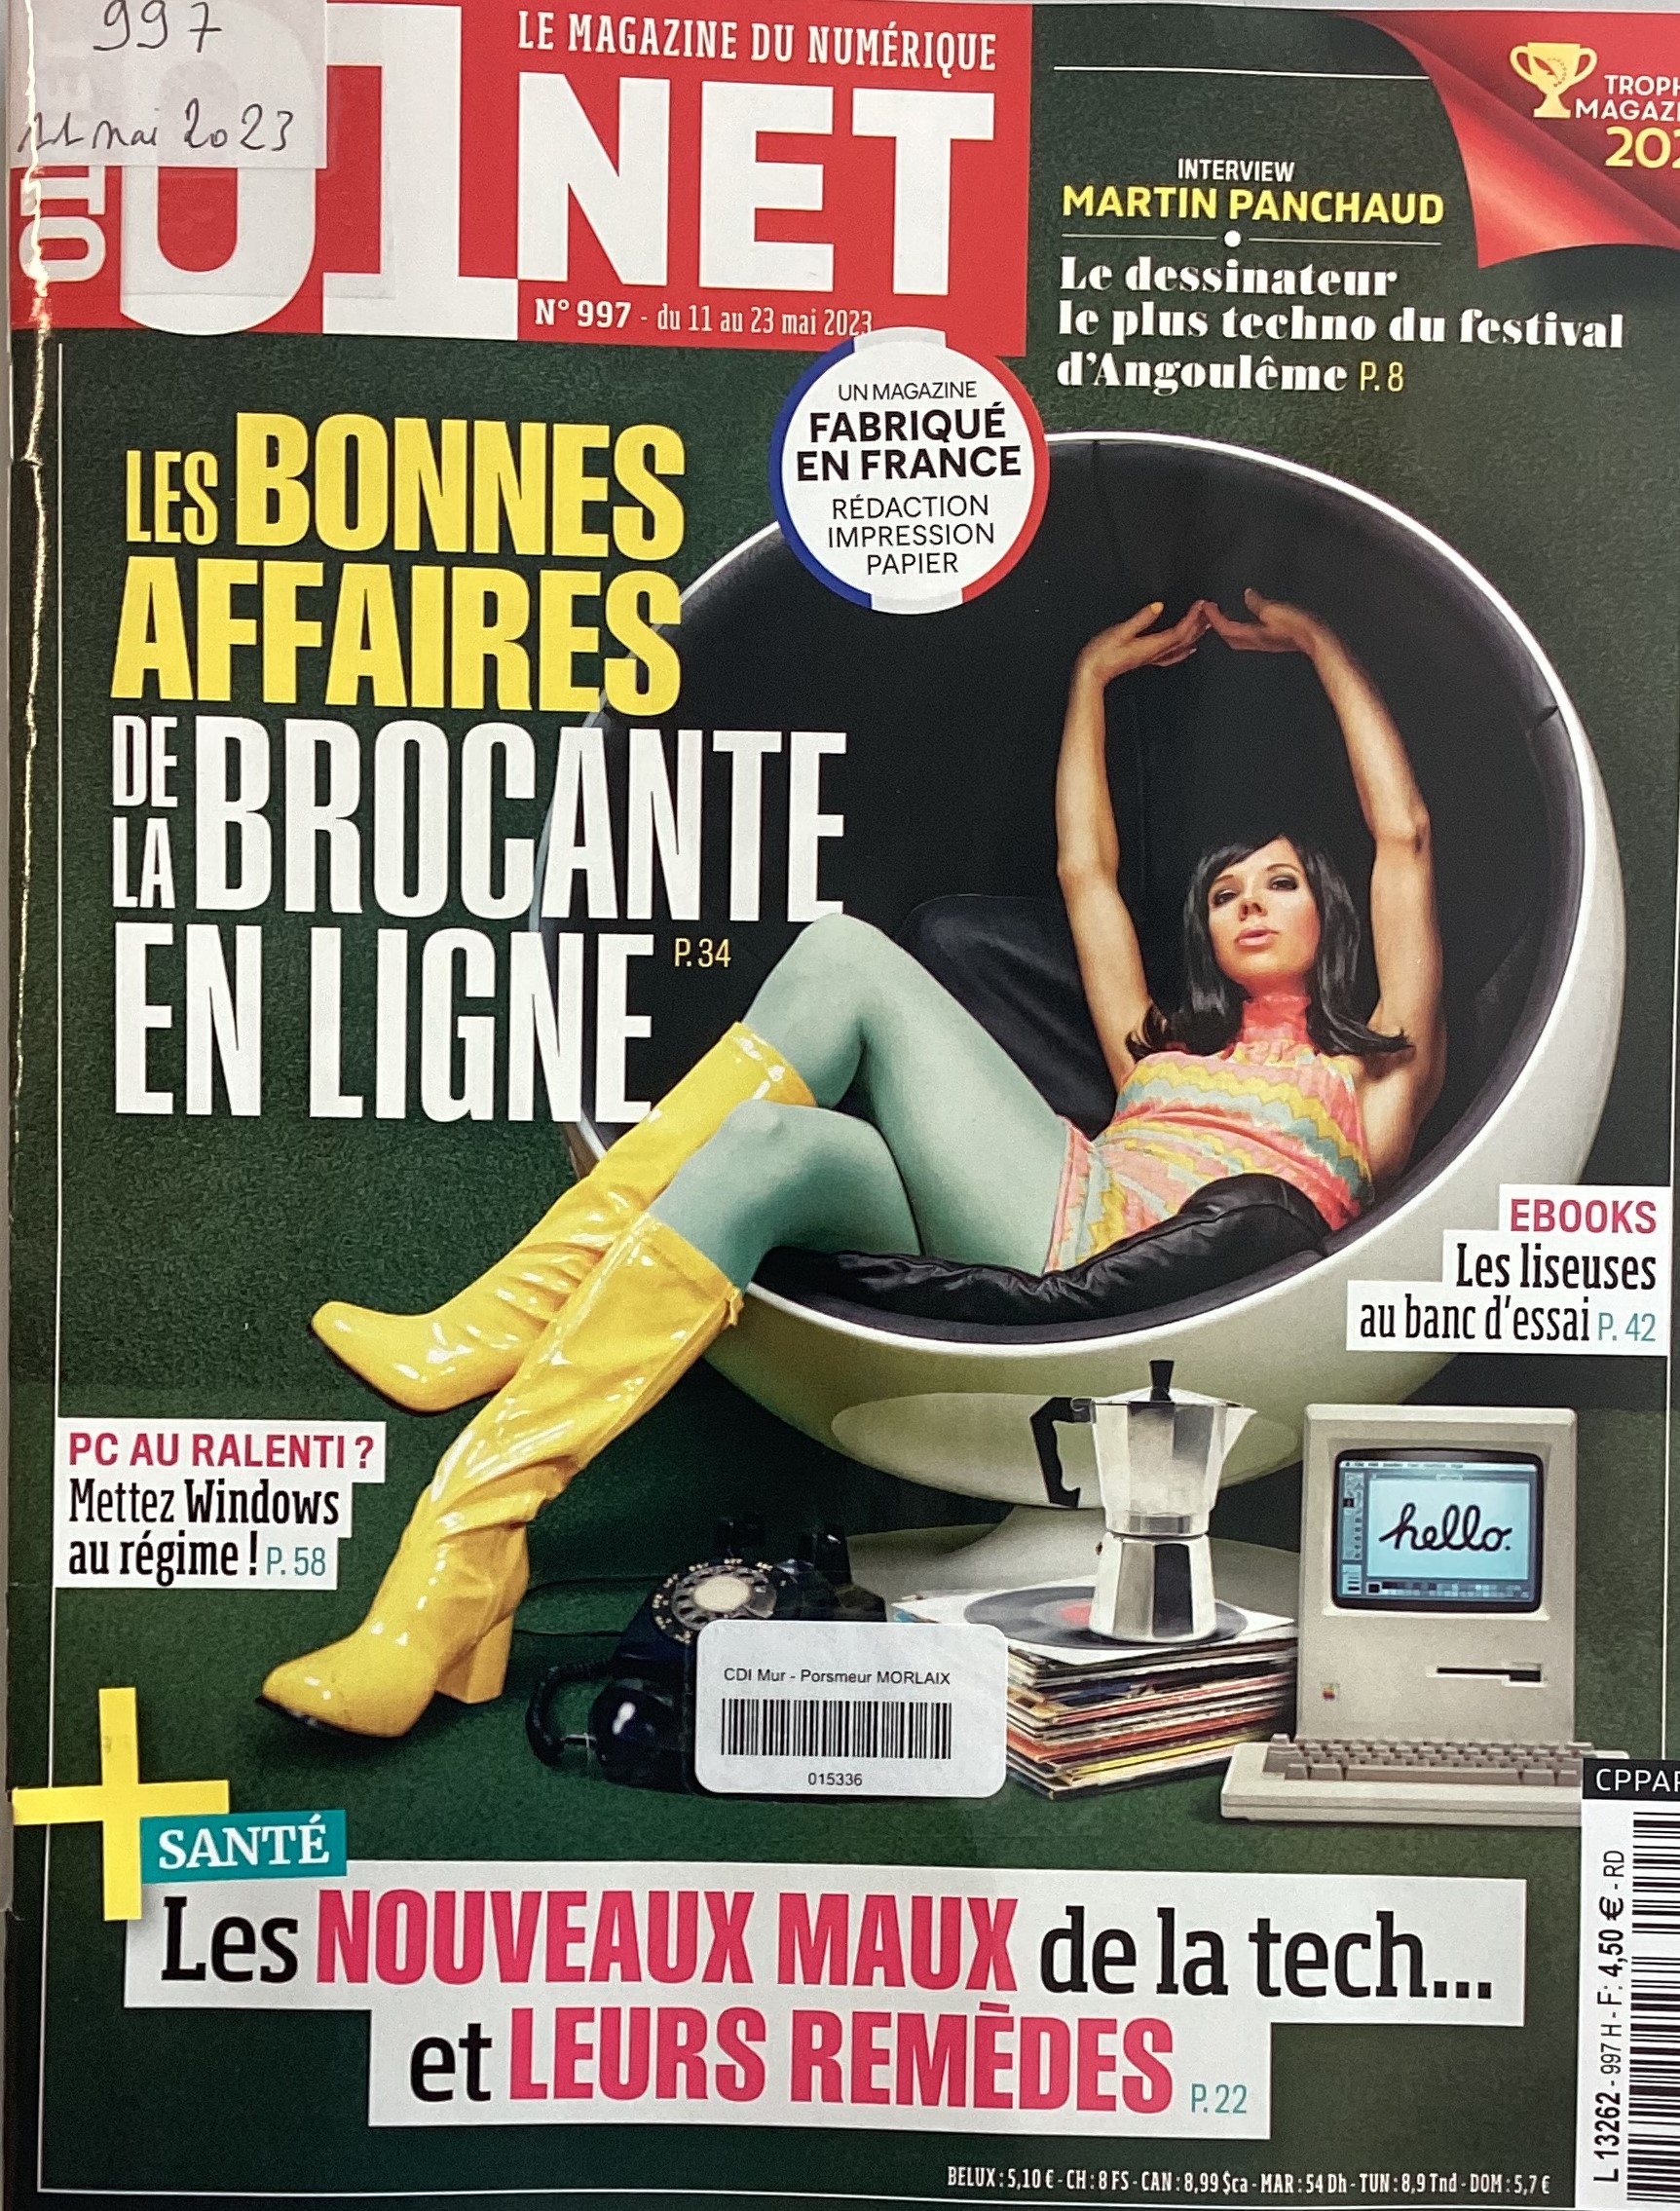 997
11 mai 2023
01NET
LE MAGAZINE DU NUMÉRIQUE
N° 997 - du 11 au 23 mai 2023
INTERVIEW
MARTIN PANCHAUD
Le dessinateur
le plus techno du festival
d'Angoulême P. 8
UN MAGAZINE
FABRIQUÉ
EN FRANCE
RÉDACTION
IMPRESSION
PAPIER
LES BONNES
AFFAIRES
DE LA BROCANTE
EN LIGNE P. 34
EBOOKS
Les liseuses
au banc d'essai P. 42
PC AU RALENTI ?
Mettez Windows
au régime ! P. 58
hello.
CDI Mur - Porsmeur MORLAIX
015336
SANTÉ
Les NOUVEAUX MAUX de la tech...
et LEURS REMÈDES P. 22
BELUX : 5,10 € - CH : 8 FS - CAN : 8,99 $ca - MAR : 54 Dh - TUN : 8,9 Tnd - DOM : 5,7 €
L 13262 - 997 H - F: 4,50 € - RD